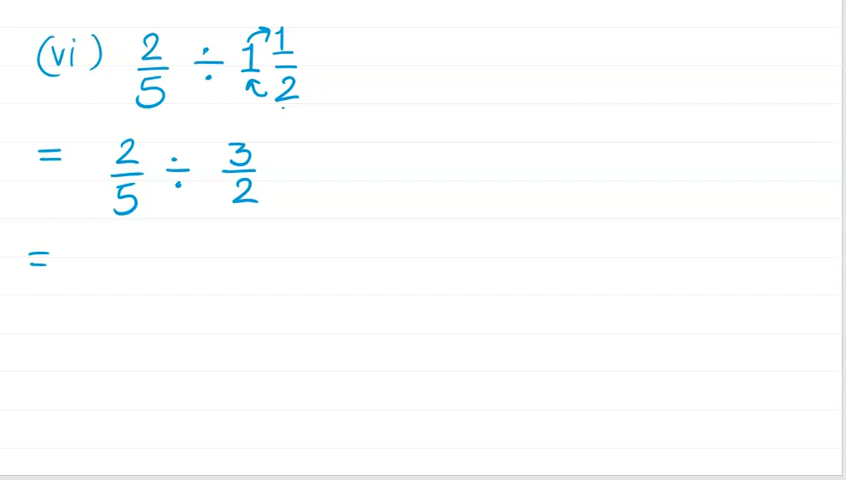 (vi) 2/5 ÷ 1 1/2
= 2/5 ÷ 3/2
=